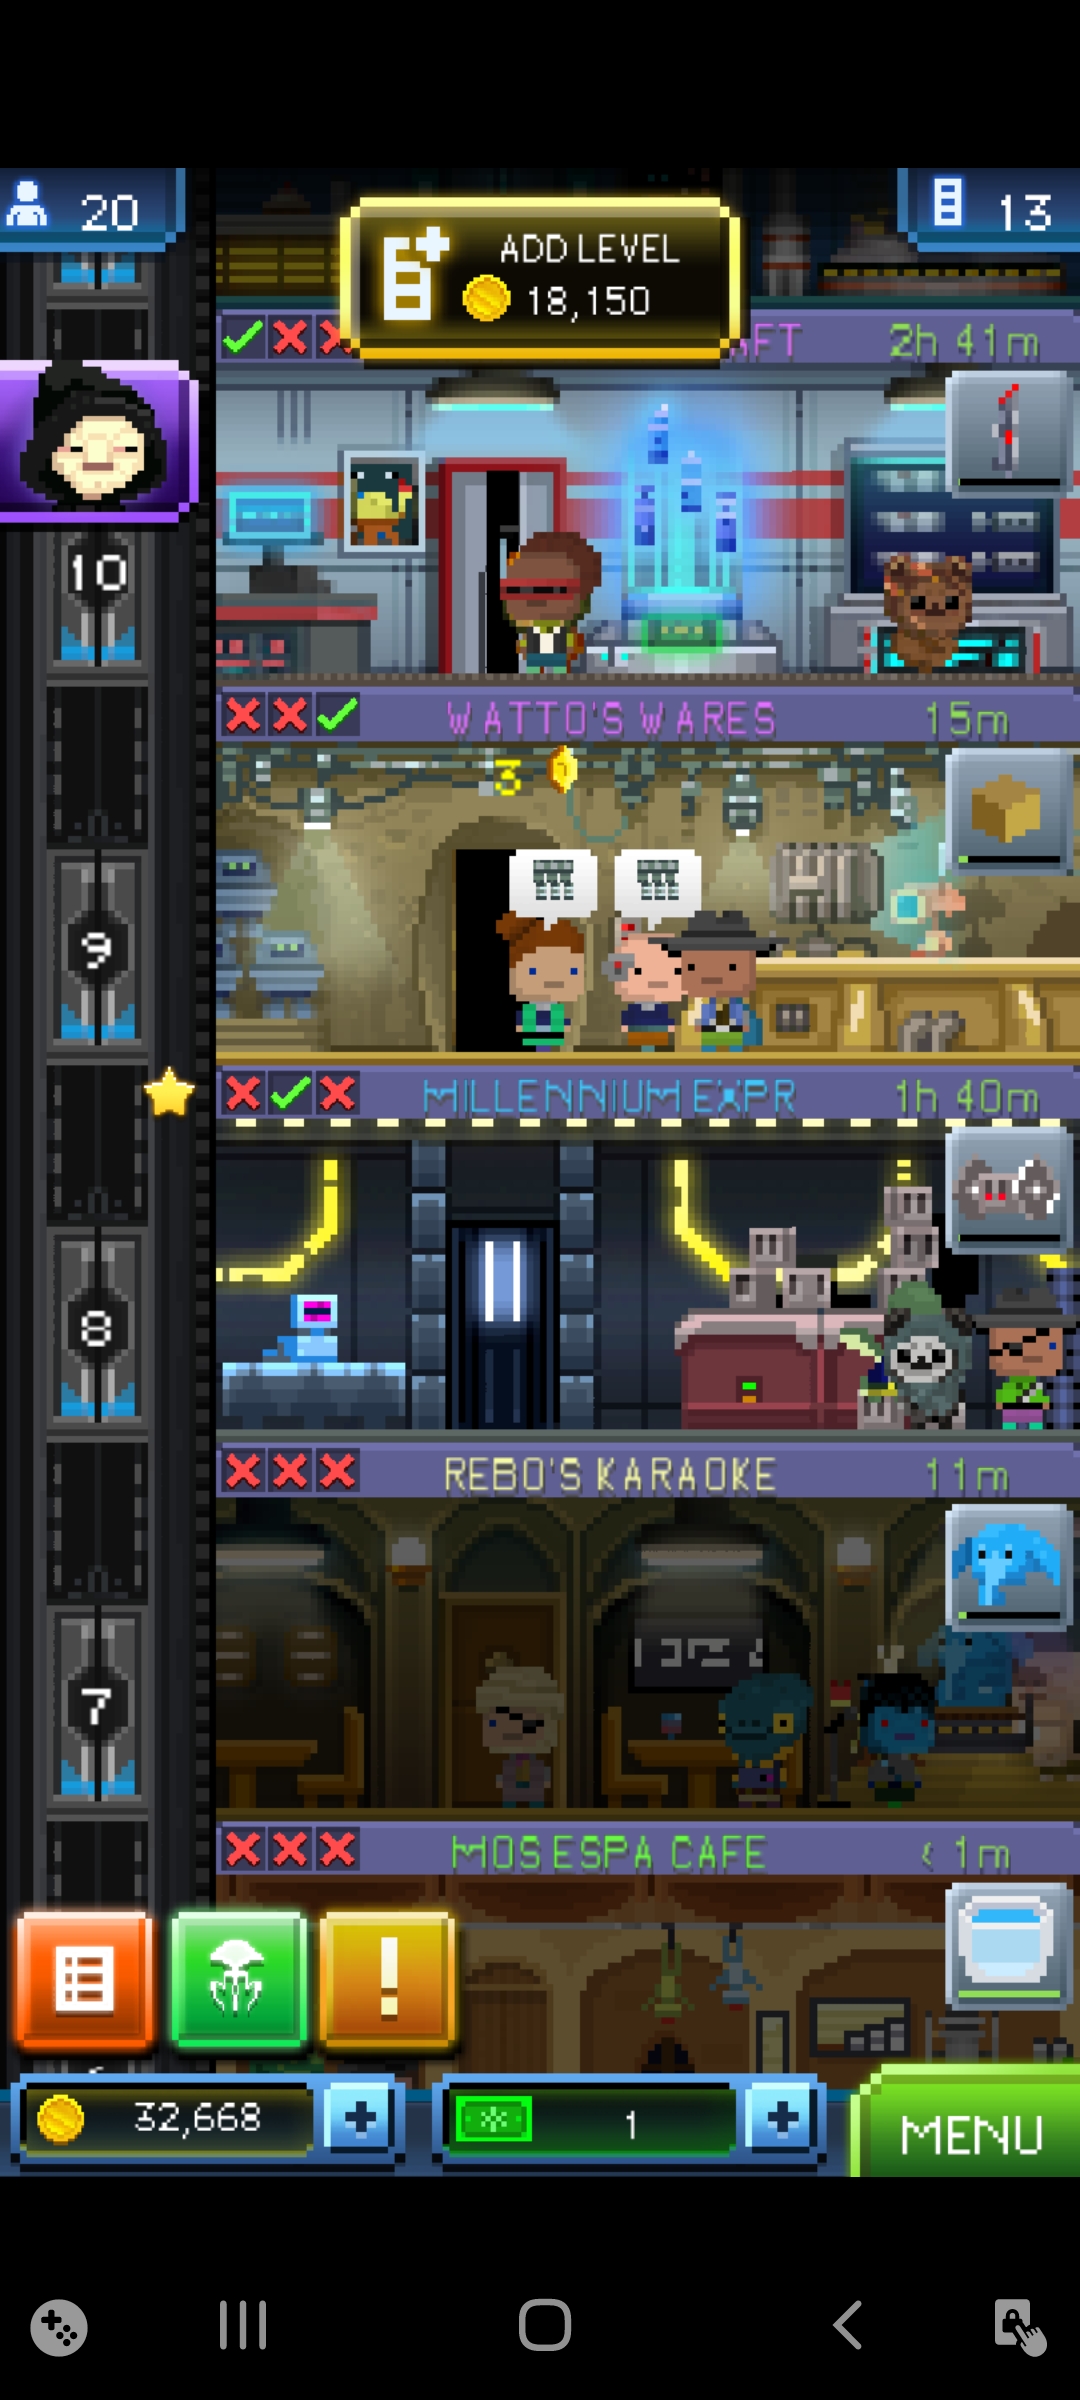 20
13
ADD LEVEL
18,150
AFT 2h 41m
10
WATTO'S WARES 15m
3
9
MILLENNIUM EXPR 1h 40m
8
REBO'S KARAOKE 11m
7
MOS ESPA CAFE < 1m
!
32,668
1
MENU